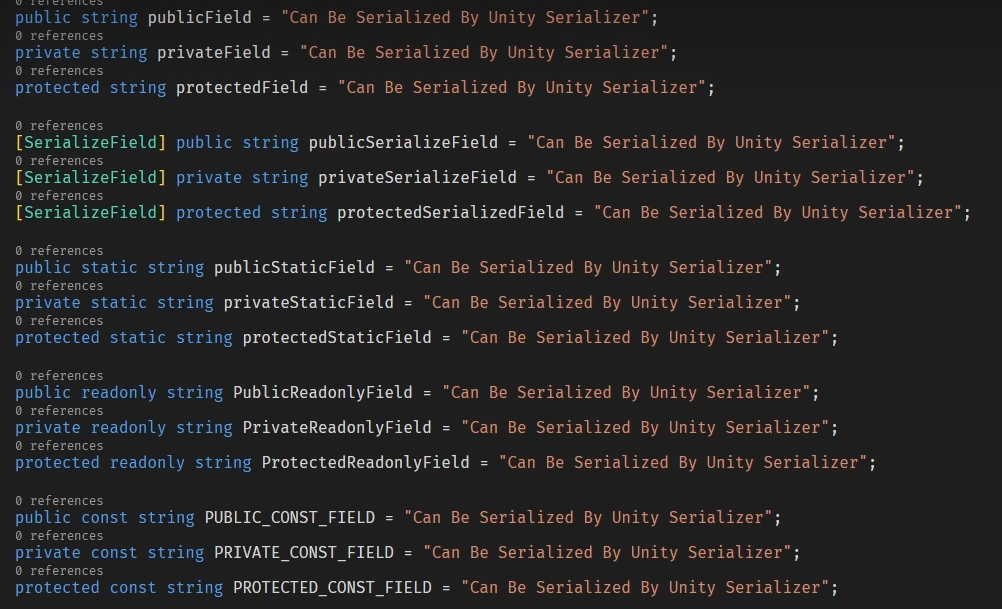 0 references
public string publicField = "Can Be Serialized By Unity Serializer";
0 references
private string privateField = "Can Be Serialized By Unity Serializer";
0 references
protected string protectedField = "Can Be Serialized By Unity Serializer";
0 references
[SerializeField] public string publicSerializeField = "Can Be Serialized By Unity Serializer";
0 references
[SerializeField] private string privateSerializeField = "Can Be Serialized By Unity Serializer";
0 references
[SerializeField] protected string protectedSerializedField = "Can Be Serialized By Unity Serializer";
0 references
public static string publicStaticField = "Can Be Serialized By Unity Serializer";
0 references
private static string privateStaticField = "Can Be Serialized By Unity Serializer";
0 references
protected static string protectedStaticField = "Can Be Serialized By Unity Serializer";
0 references
public readonly string PublicReadonlyField = "Can Be Serialized By Unity Serializer";
0 references
private readonly string PrivateReadonlyField = "Can Be Serialized By Unity Serializer";
0 references
protected readonly string ProtectedReadonlyField = "Can Be Serialized By Unity Serializer";
0 references
public const string PUBLIC_CONST_FIELD = "Can Be Serialized By Unity Serializer";
0 references
private const string PRIVATE_CONST_FIELD = "Can Be Serialized By Unity Serializer";
0 references
protected const string PROTECTED_CONST_FIELD = "Can Be Serialized By Unity Serializer";